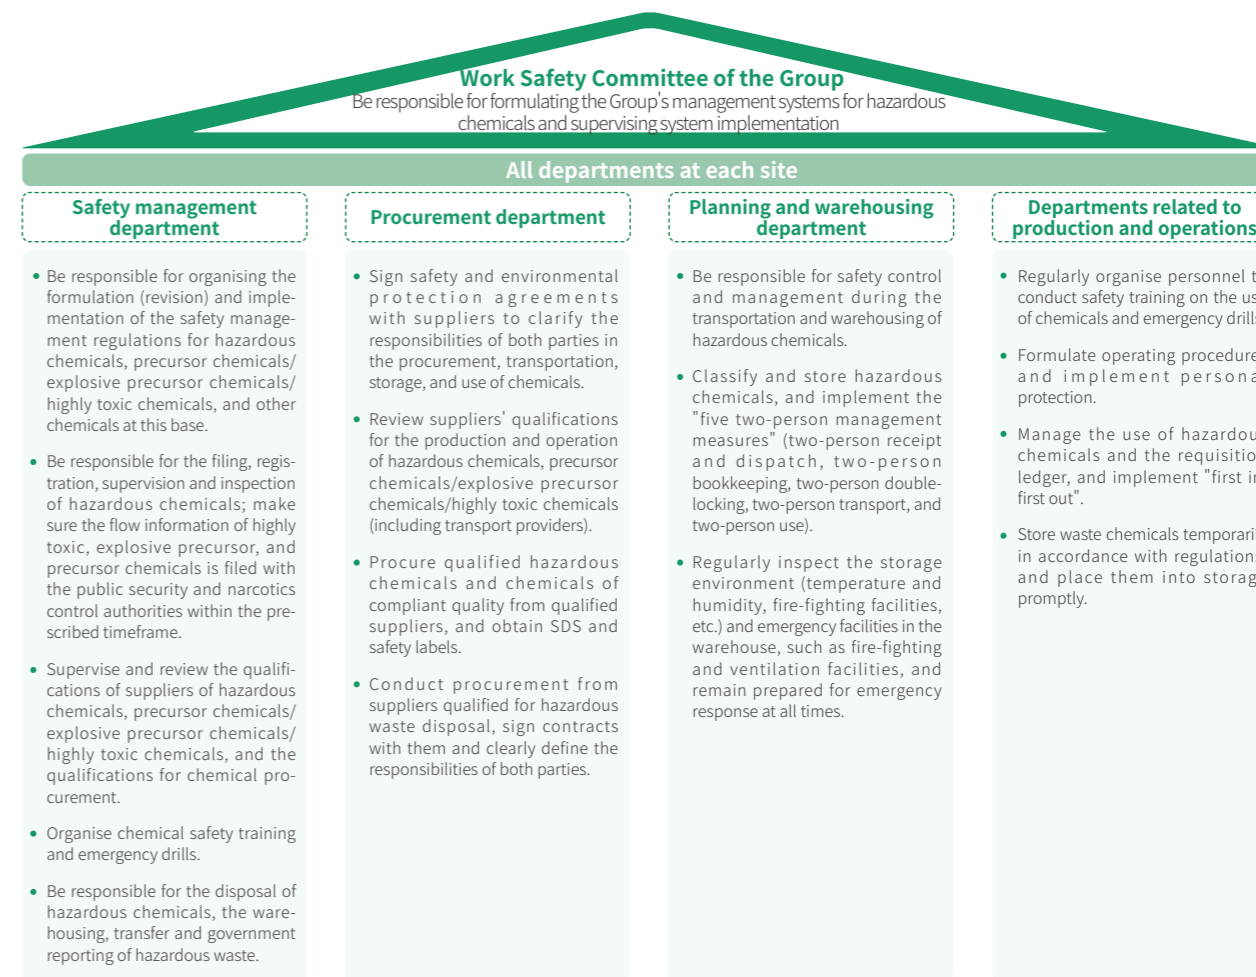 Work Safety Committee of the Group
Be responsible for formulating the Group's management systems for hazardous
chemicals and supervising system implementation
All departments at each site
Safety management
department
• Be responsible for organising the
formulation (revision) and imple-
mentation of the safety manage-
ment regulations for hazardous
chemicals, precursor chemicals/
explosive precursor chemicals/
highly toxic chemicals, and other
chemicals at this base.
• Be responsible for the filing, regis-
tration, supervision and inspection
of hazardous chemicals; make
sure the flow information of highly
toxic, explosive precursor, and
precursor chemicals is filed with
the public security and narcotics
control authorities within the pre-
scribed timeframe.
• Supervise and review the qualifi-
cations of suppliers of hazardous
chemicals, precursor chemicals/
explosive precursor chemicals/
highly toxic chemicals, and the
qualifications for chemical pro-
curement.
• Organise chemical safety training
and emergency drills.
• Be responsible for the disposal of
hazardous chemicals, the ware-
housing, transfer and government
reporting of hazardous waste.
Procurement department
• Sign safety and environmental
protection agreements
with suppliers to clarify the
responsibilities of both parties in
the procurement, transportation,
storage, and use of chemicals.
• Review suppliers' qualifications
for the production and operation
of hazardous chemicals, precursor
chemicals/explosive precursor
chemicals/highly toxic chemicals
(including transport providers).
• Procure qualified hazardous
chemicals and chemicals of
compliant quality from qualified
suppliers, and obtain SDS and
safety labels.
• Conduct procurement from
suppliers qualified for hazardous
waste disposal, sign contracts
with them and clearly define the
responsibilities of both parties.
Planning and warehousing
department
• Be responsible for safety control
and management during the
transportation and warehousing of
hazardous chemicals.
• Classify and store hazardous
chemicals, and implement the
"five two-person management
measures" (two-person receipt
and dispatch, two-person
bookkeeping, two-person double-
locking, two-person transport, and
two-person use).
• Regularly inspect the storage
environment (temperature and
humidity, fire-fighting facilities,
etc.) and emergency facilities in the
warehouse, such as fire-fighting
and ventilation facilities, and
remain prepared for emergency
response at all times.
Departments related to
production and operations
• Regularly organise personnel
conduct safety training on the
of chemicals and emergency
• Formulate operating
and implement
protection.
• Manage the use of
chemicals and the
ledger, and implement "first
first out".
• Store waste chemicals
in accordance with
and place them into
promptly.